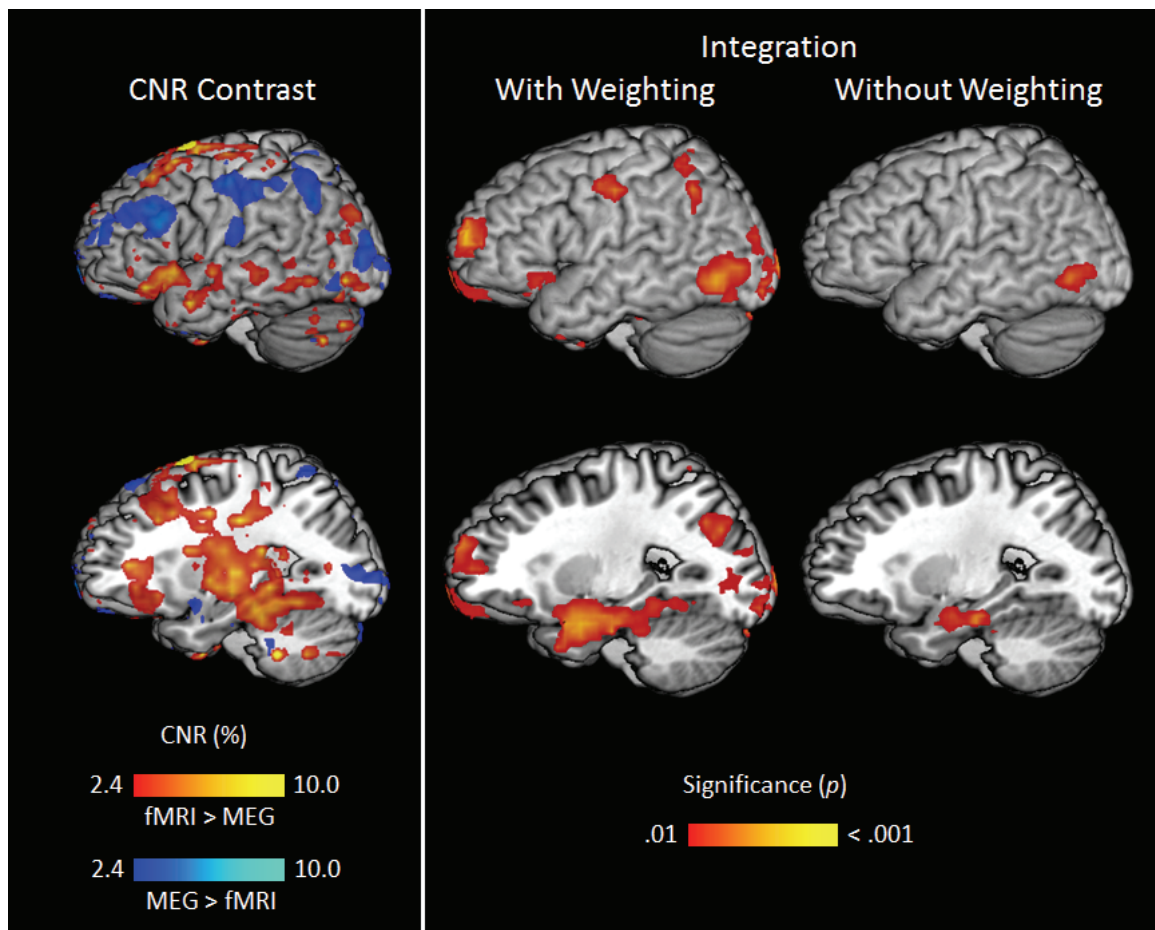 CNR Contrast
Integration
With Weighting
Without Weighting
CNR (%)
2.4 10.0
fMRI > MEG
2.4 10.0
MEG > fMRI
Significance (p)
.01 < .001